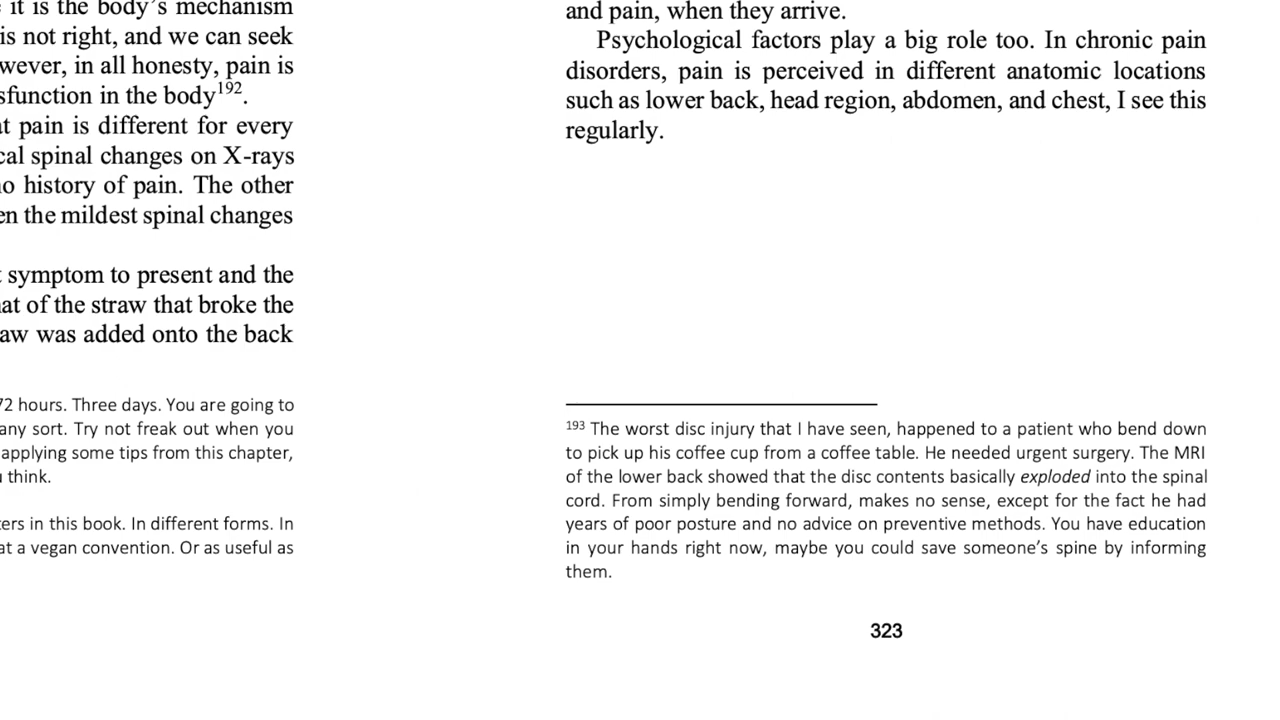 it is the body's mechanism
is not right, and we can seek
wever, in all honesty, pain is
sfunction in the body192.
at pain is different for every
cal spinal changes on X-rays
no history of pain. The other
en the mildest spinal changes
symptom to present and the
hat of the straw that broke the
aw was added onto the back
72 hours. Three days. You are going to
any sort. Try not freak out when you
applying some tips from this chapter,
think.
ters in this book. In different forms. In
at a vegan convention. Or as useful as
and pain, when they arrive.
Psychological factors play a big role too. In chronic pain
disorders, pain is perceived in different anatomic locations
such as lower back, head region, abdomen, and chest, I see this
regularly.
193 The worst disc injury that I have seen, happened to a patient who bend down
to pick up his coffee cup from a coffee table. He needed urgent surgery. The MRI
of the lower back showed that the disc contents basically exploded into the spinal
cord. From simply bending forward, makes no sense, except for the fact he had
years of poor posture and no advice on preventive methods. You have education
in your hands right now, maybe you could save someone's spine by informing
them.
323